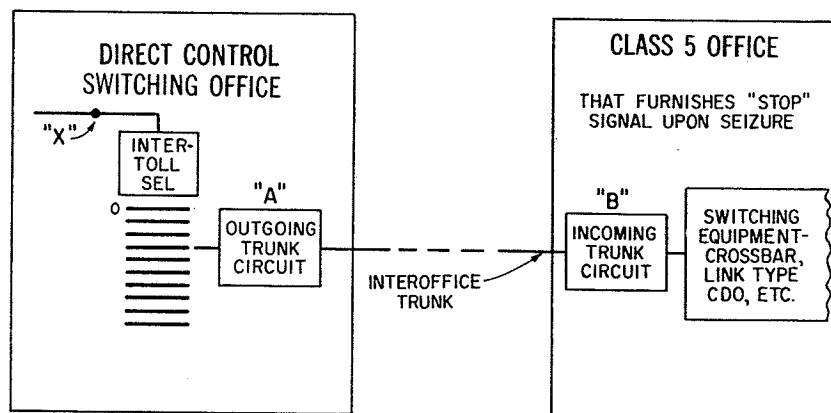 DIRECT CONTROL
SWITCHING OFFICE
"X"
INTER-
TOLL
SEL
0
"A"
OUTGOING
TRUNK
CIRCUIT
INTEROFFICE
TRUNK
CLASS 5 OFFICE
THAT FURNISHES "STOP"
SIGNAL UPON SEIZURE
"B"
INCOMING
TRUNK
CIRCUIT
SWITCHING
EQUIPMENT-
CROSSBAR,
LINK TYPE
CDO, ETC.